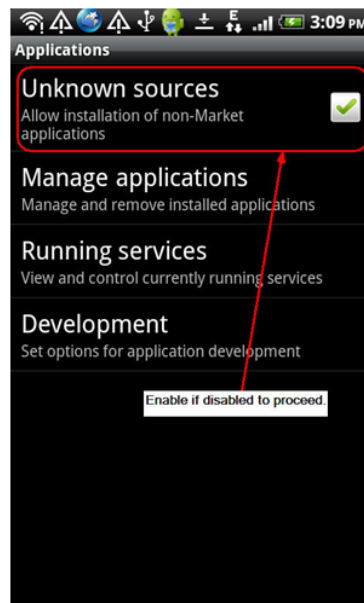 E 3:09 PM
Applications
Unknown sources
Allow installation of non-Market
applications
Manage applications
Manage and remove installed applications
Running services
View and control currently running services
Development
Set options for application development
Enable if disabled to proceed.